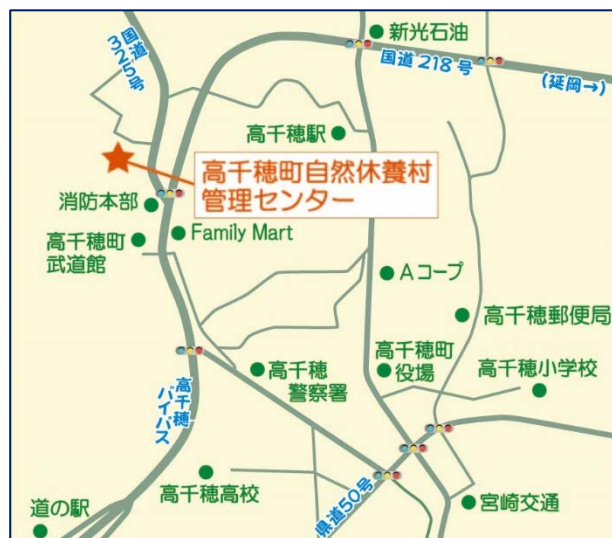 国道325号
新光石油
国道218号
(延岡→)
高千穂駅
高千穂町自然休養村
管理センター
消防本部
高千穂町
武道館
Family Mart
Aコープ
高千穂郵便局
高千穂
警察署
高千穂町
役場
高千穂小学校
高千穂
バイパス
高千穂高校
県道50号
宮崎交通
道の駅